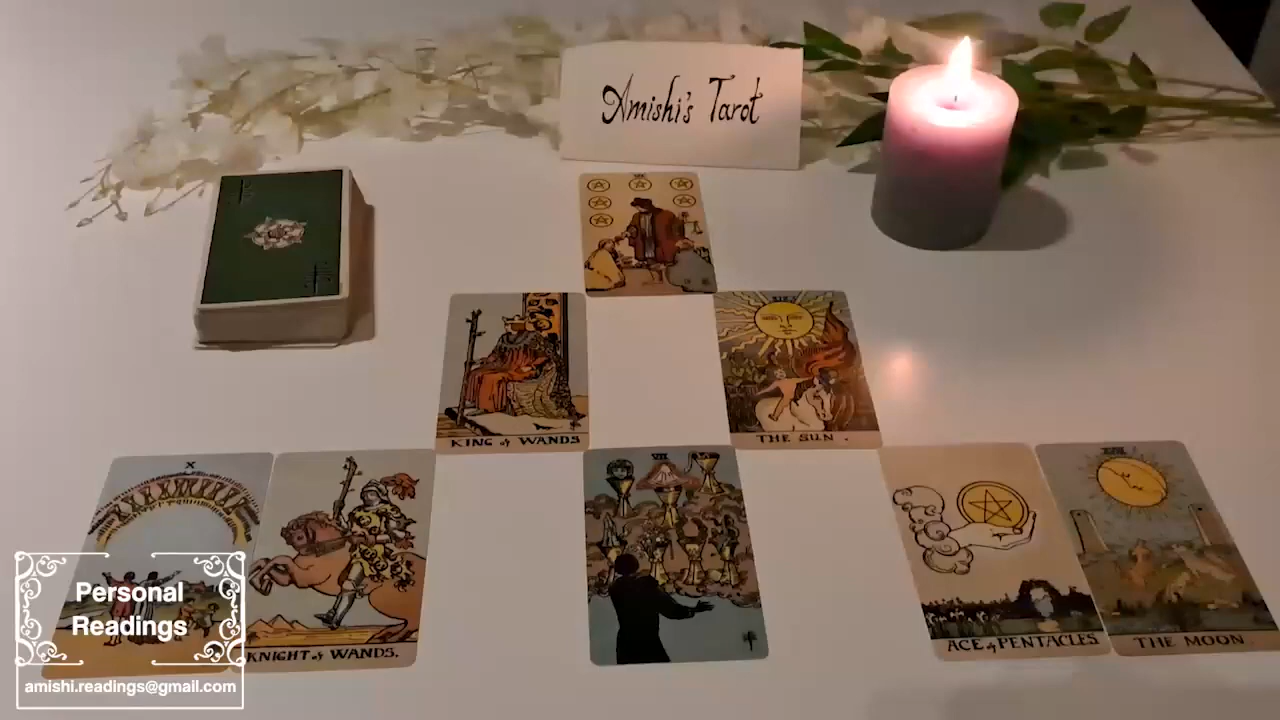 Amishi's Tarot
KING of WANDS
THE SUN.
X
VII
KNIGHT of WANDS.
ACE of PENTACLES
THE MOON
Personal
Readings
amishi.readings@gmail.com